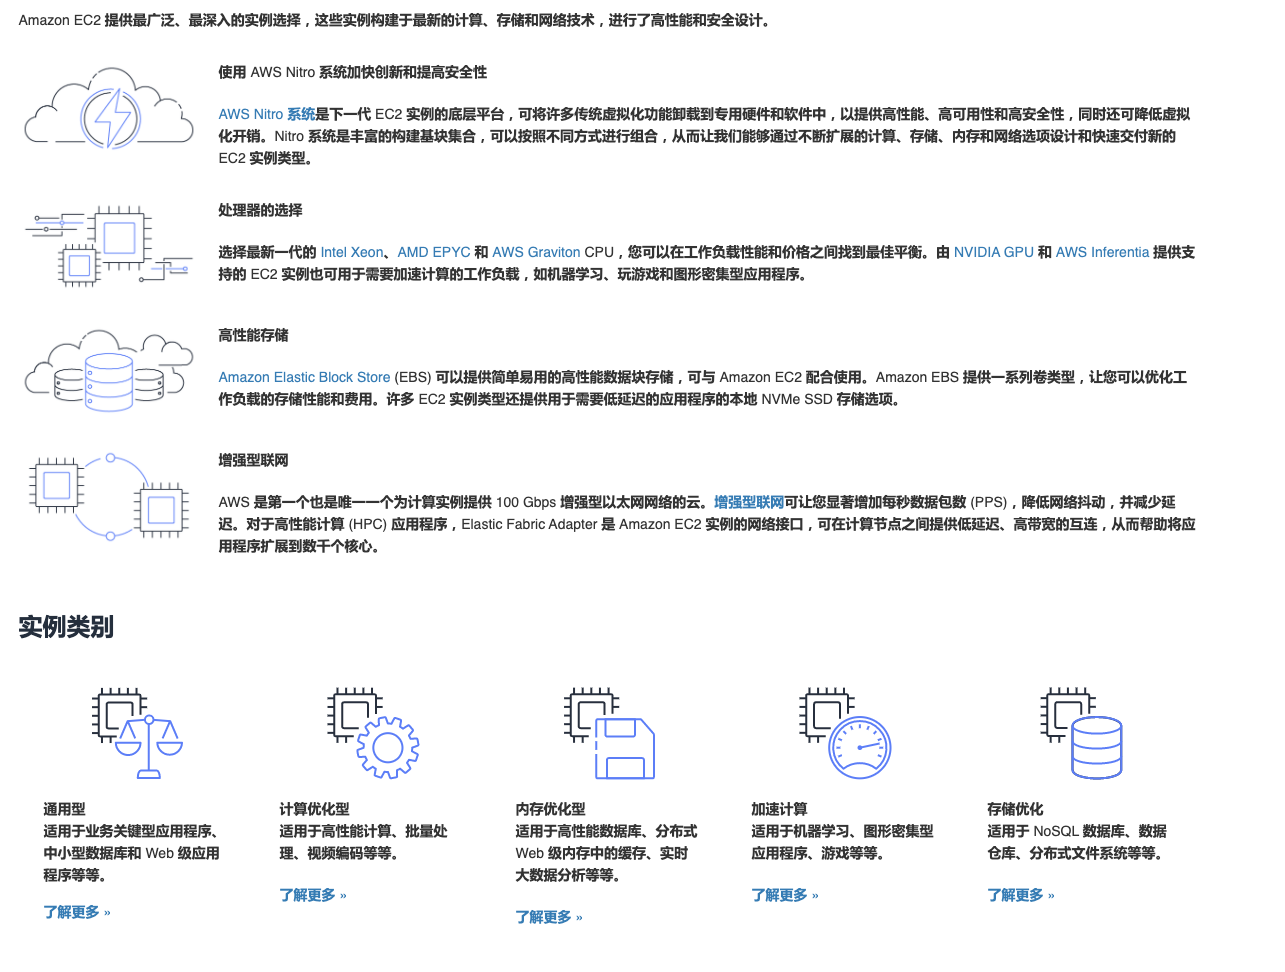 Amazon EC2 提供最广泛、最深入的实例选择，这些实例构建于最新的计算、存储和网络技术，进行了高性能和安全设计。
使用 AWS Nitro 系统加快创新和提高安全性
AWS Nitro 系统是下一代 EC2 实例的底层平台，可将许多传统虚拟化功能卸载到专用硬件和软件中，以提供高性能、高可用性和高安全性，同时还可降低虚拟
化开销。Nitro 系统是丰富的构建基块集合，可以按照不同方式进行组合，从而让我们能够通过不断扩展的计算、存储、内存和网络选项设计和快速交付新的
EC2 实例类型。
处理器的选择
选择最新一代的 Intel Xeon、AMD EPYC 和 AWS Graviton CPU，您可以在工作负载性能和价格之间找到最佳平衡。由 NVIDIA GPU 和 AWS Inferentia 提供支
持的 EC2 实例也可用于需要加速计算的工作负载，如机器学习、玩游戏和图形密集型应用程序。
高性能存储
Amazon Elastic Block Store (EBS) 可以提供简单易用的高性能数据块存储，可与 Amazon EC2 配合使用。Amazon EBS 提供一系列卷类型，让您可以优化工
作负载的存储性能和费用。许多 EC2 实例类型还提供用于需要低延迟的应用程序的本地 NVMe SSD 存储选项。
增强型联网
AWS 是第一个也是唯一一个为计算实例提供 100 Gbps 增强型以太网网络的云。增强型联网可让您显著增加每秒数据包数 (PPS)，降低网络抖动，并减少延
迟。对于高性能计算 (HPC) 应用程序，Elastic Fabric Adapter 是 Amazon EC2 实例的网络接口，可在计算节点之间提供低延迟、高带宽的互连，从而帮助将应
用程序扩展到数千个核心。
实例类别
通用型
适用于业务关键型应用程序、
中小型数据库和 Web 级应用
程序等等。
了解更多 »
计算优化型
适用于高性能计算、批量处
理、视频编码等等。
了解更多 »
内存优化型
适用于高性能数据库、分布式
Web 级内存中的缓存、实时
大数据分析等等。
了解更多 »
加速计算
适用于机器学习、图形密集型
应用程序、游戏等等。
了解更多 »
存储优化
适用于 NoSQL 数据库、数据
仓库、分布式文件系统等等。
了解更多 »